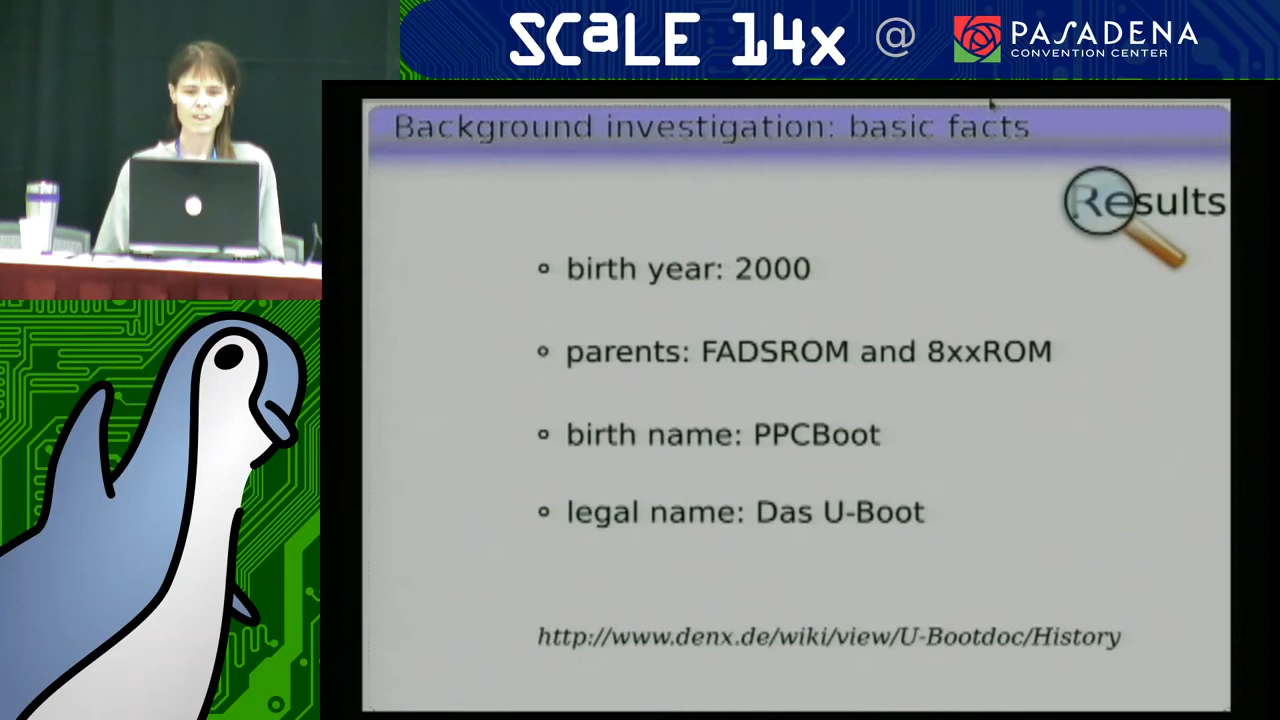 SCaLE 14x @ PASADENA
CONVENTION CENTER
Background investigation: basic facts
Results
birth year: 2000
parents: FADSROM and 8xxROM
birth name: PPCBoot
legal name: Das U-Boot
http://www.denx.de/wiki/view/U-Bootdoc/History